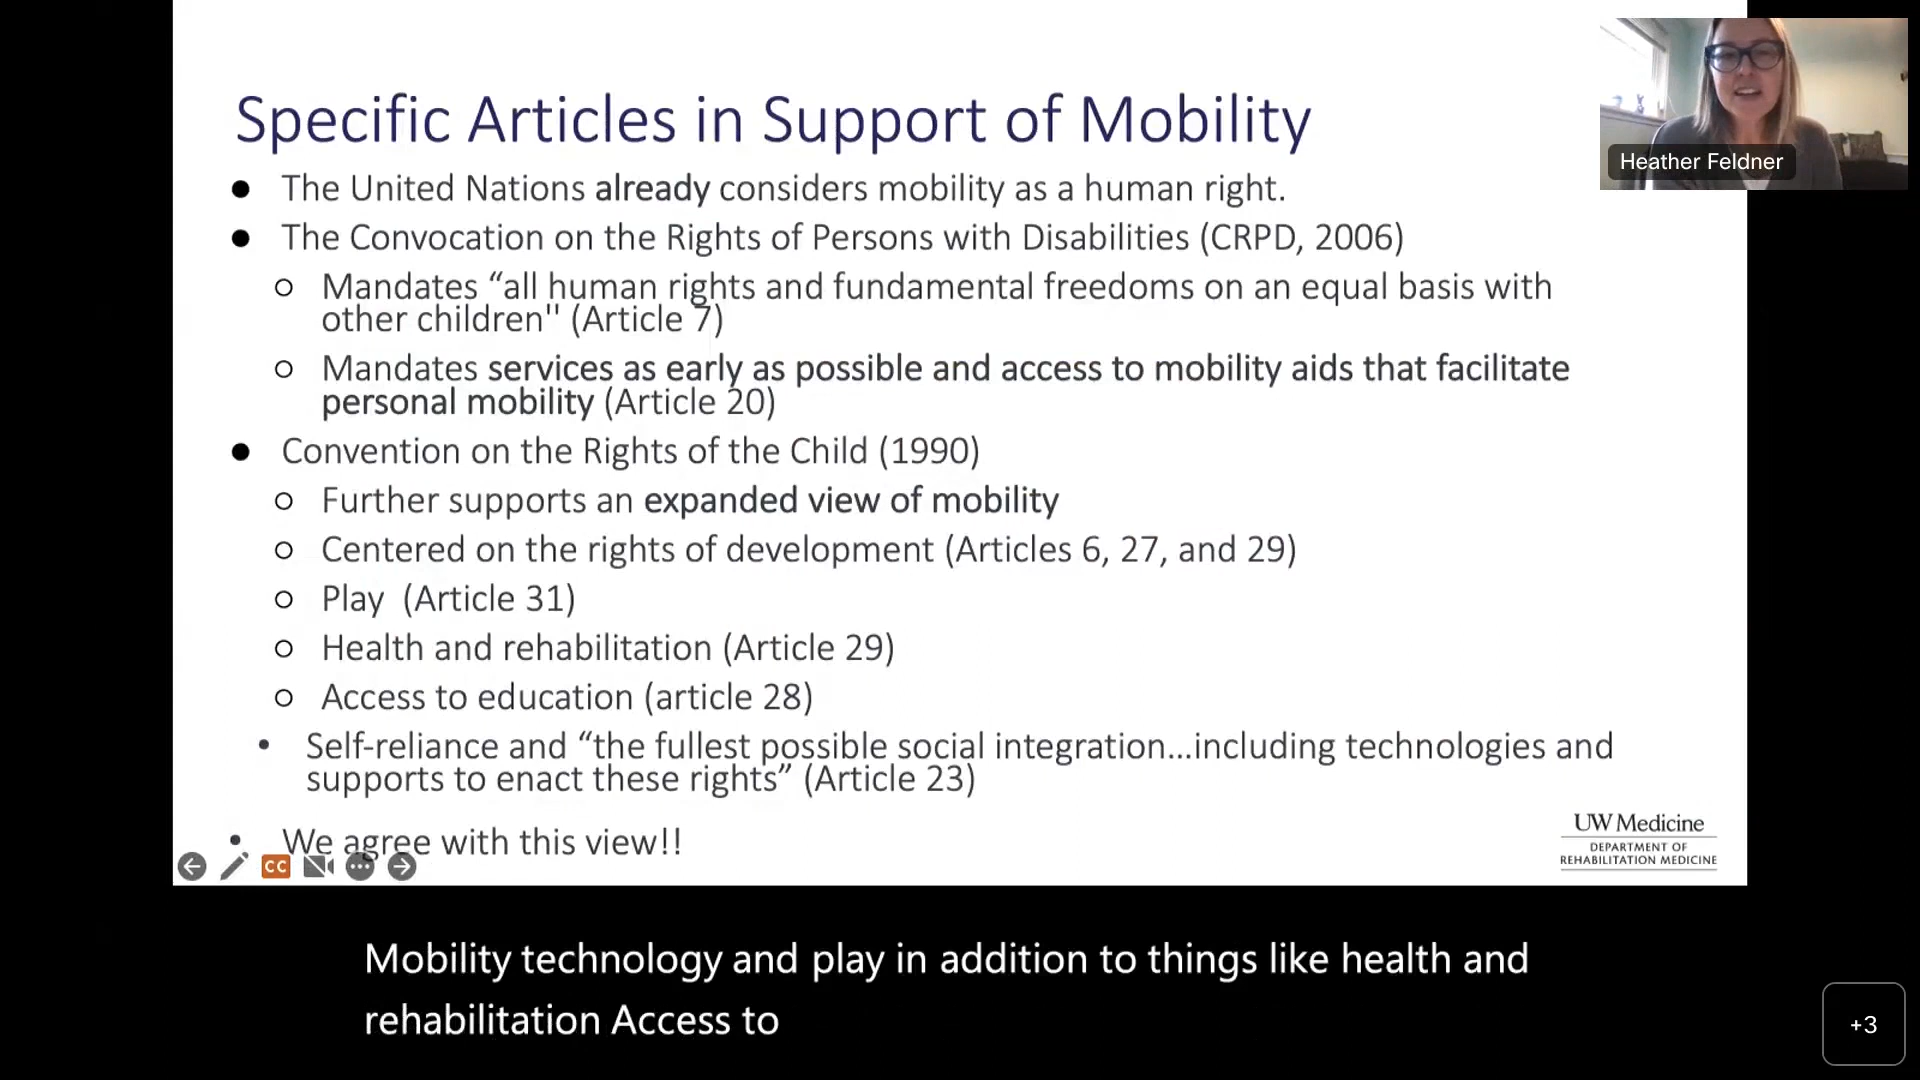 Specific Articles in Support of Mobility
Heather Feldner
● The United Nations already considers mobility as a human right.
● The Convocation on the Rights of Persons with Disabilities (CRPD, 2006)
○ Mandates “all human rights and fundamental freedoms on an equal basis with
other children" (Article 7)
○ Mandates services as early as possible and access to mobility aids that facilitate
personal mobility (Article 20)
● Convention on the Rights of the Child (1990)
○ Further supports an expanded view of mobility
○ Centered on the rights of development (Articles 6, 27, and 29)
○ Play  (Article 31)
○ Health and rehabilitation (Article 29)
○ Access to education (article 28)
• Self-reliance and “the fullest possible social integration...including technologies and
supports to enact these rights” (Article 23)
• We agree with this view!!
CC
UW Medicine
DEPARTMENT OF
REHABILITATION MEDICINE
Mobility technology and play in addition to things like health and
rehabilitation Access to
+3